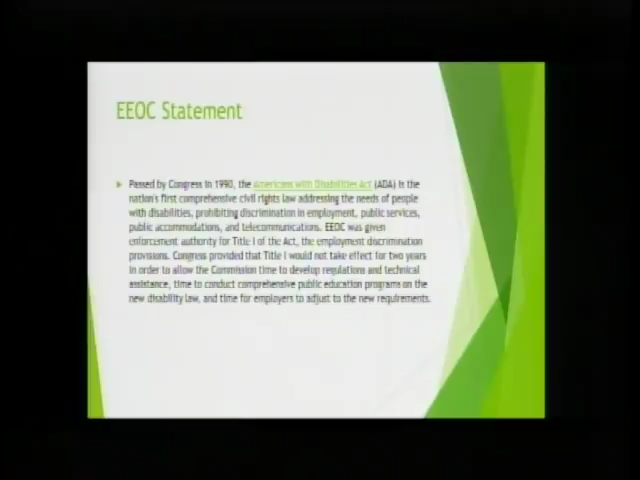 EEOC Statement
Passed by Congress in 1990, the Americans with Disabilities Act (ADA) is the
nation's first comprehensive civil rights law addressing the needs of people
with disabilities, prohibiting discrimination in employment, public services,
public accommodations, and telecommunications. EEOC was given
enforcement authority for Title I of the Act, the employment discrimination
provisions. Congress provided that Title I would not take effect for two years
in order to allow the Commission time to develop regulations and technical
assistance, time to conduct comprehensive public education programs on the
new disability law, and time for employers to adjust to the new requirements.